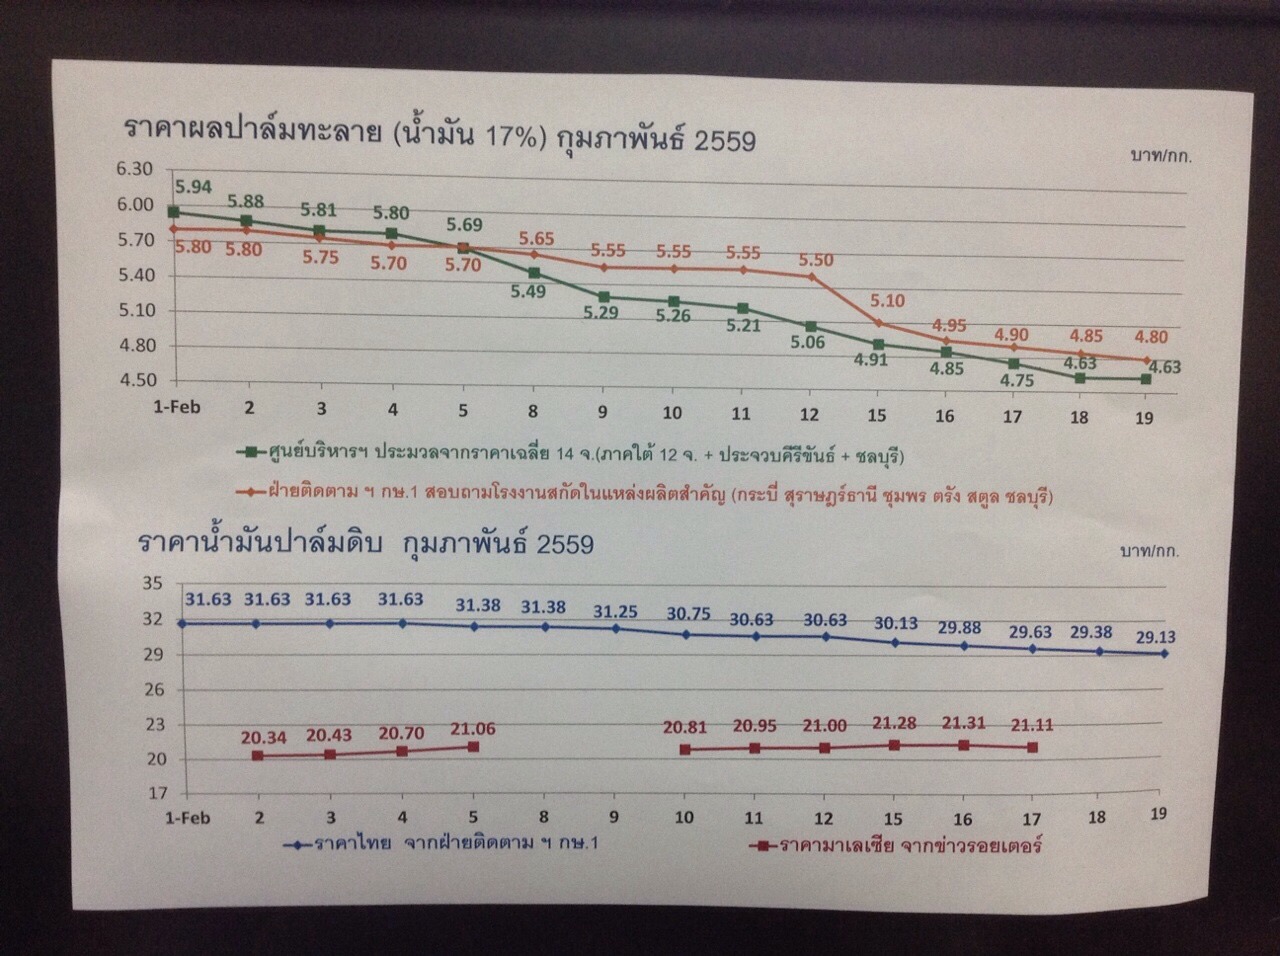 ราคาผลปาล์มทะลาย (น้ำมัน 17%) กุมภาพันธ์ 2559
บาท/กก.
6.30
6.00
5.70
5.40
5.10
4.80
4.50
5.94 5.88 5.81 5.80 5.69 5.49 5.29 5.26 5.21 5.06 4.91 4.85 4.75 4.63 4.63
5.80 5.80 5.75 5.70 5.70 5.65 5.55 5.55 5.55 5.50 5.10 4.95 4.90 4.85 4.80
1-Feb 2 3 4 5 8 9 10 11 12 15 16 17 18 19
ศูนย์บริหารฯ ประมวลจากราคาเฉลี่ย 14 จ.(ภาคใต้ 12 จ. + ประจวบคีรีขันธ์ + ชลบุรี)
ฝ่ายติดตาม ฯ กษ.1 สอบถามโรงงานสกัดในแหล่งผลิตสำคัญ (กระบี่ สุราษฎร์ธานี ชุมพร ตรัง สตูล ชลบุรี)
ราคาน้ำมันปาล์มดิบ กุมภาพันธ์ 2559
บาท/กก.
35
32
29
26
23
20
17
31.63 31.63 31.63 31.63 31.38 31.38 31.25 30.75 30.63 30.63 30.13 29.88 29.63 29.38 29.13
20.34 20.43 20.70 21.06 20.81 20.95 21.00 21.28 21.31 21.11
1-Feb 2 3 4 5 8 9 10 11 12 15 16 17 18 19
ราคาไทย จากฝ่ายติดตาม ฯ กษ.1
ราคามาเลเซีย จากข่าวรอยเตอร์